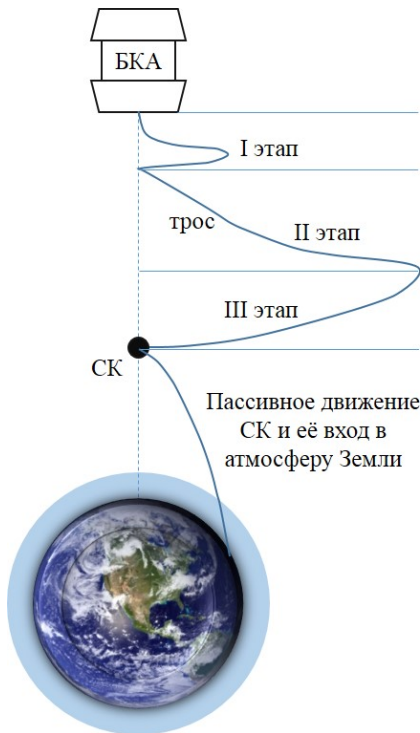 БКА
I этап
трос
II этап
III этап
СК
Пассивное движение
СК и её вход в
атмосферу Земли